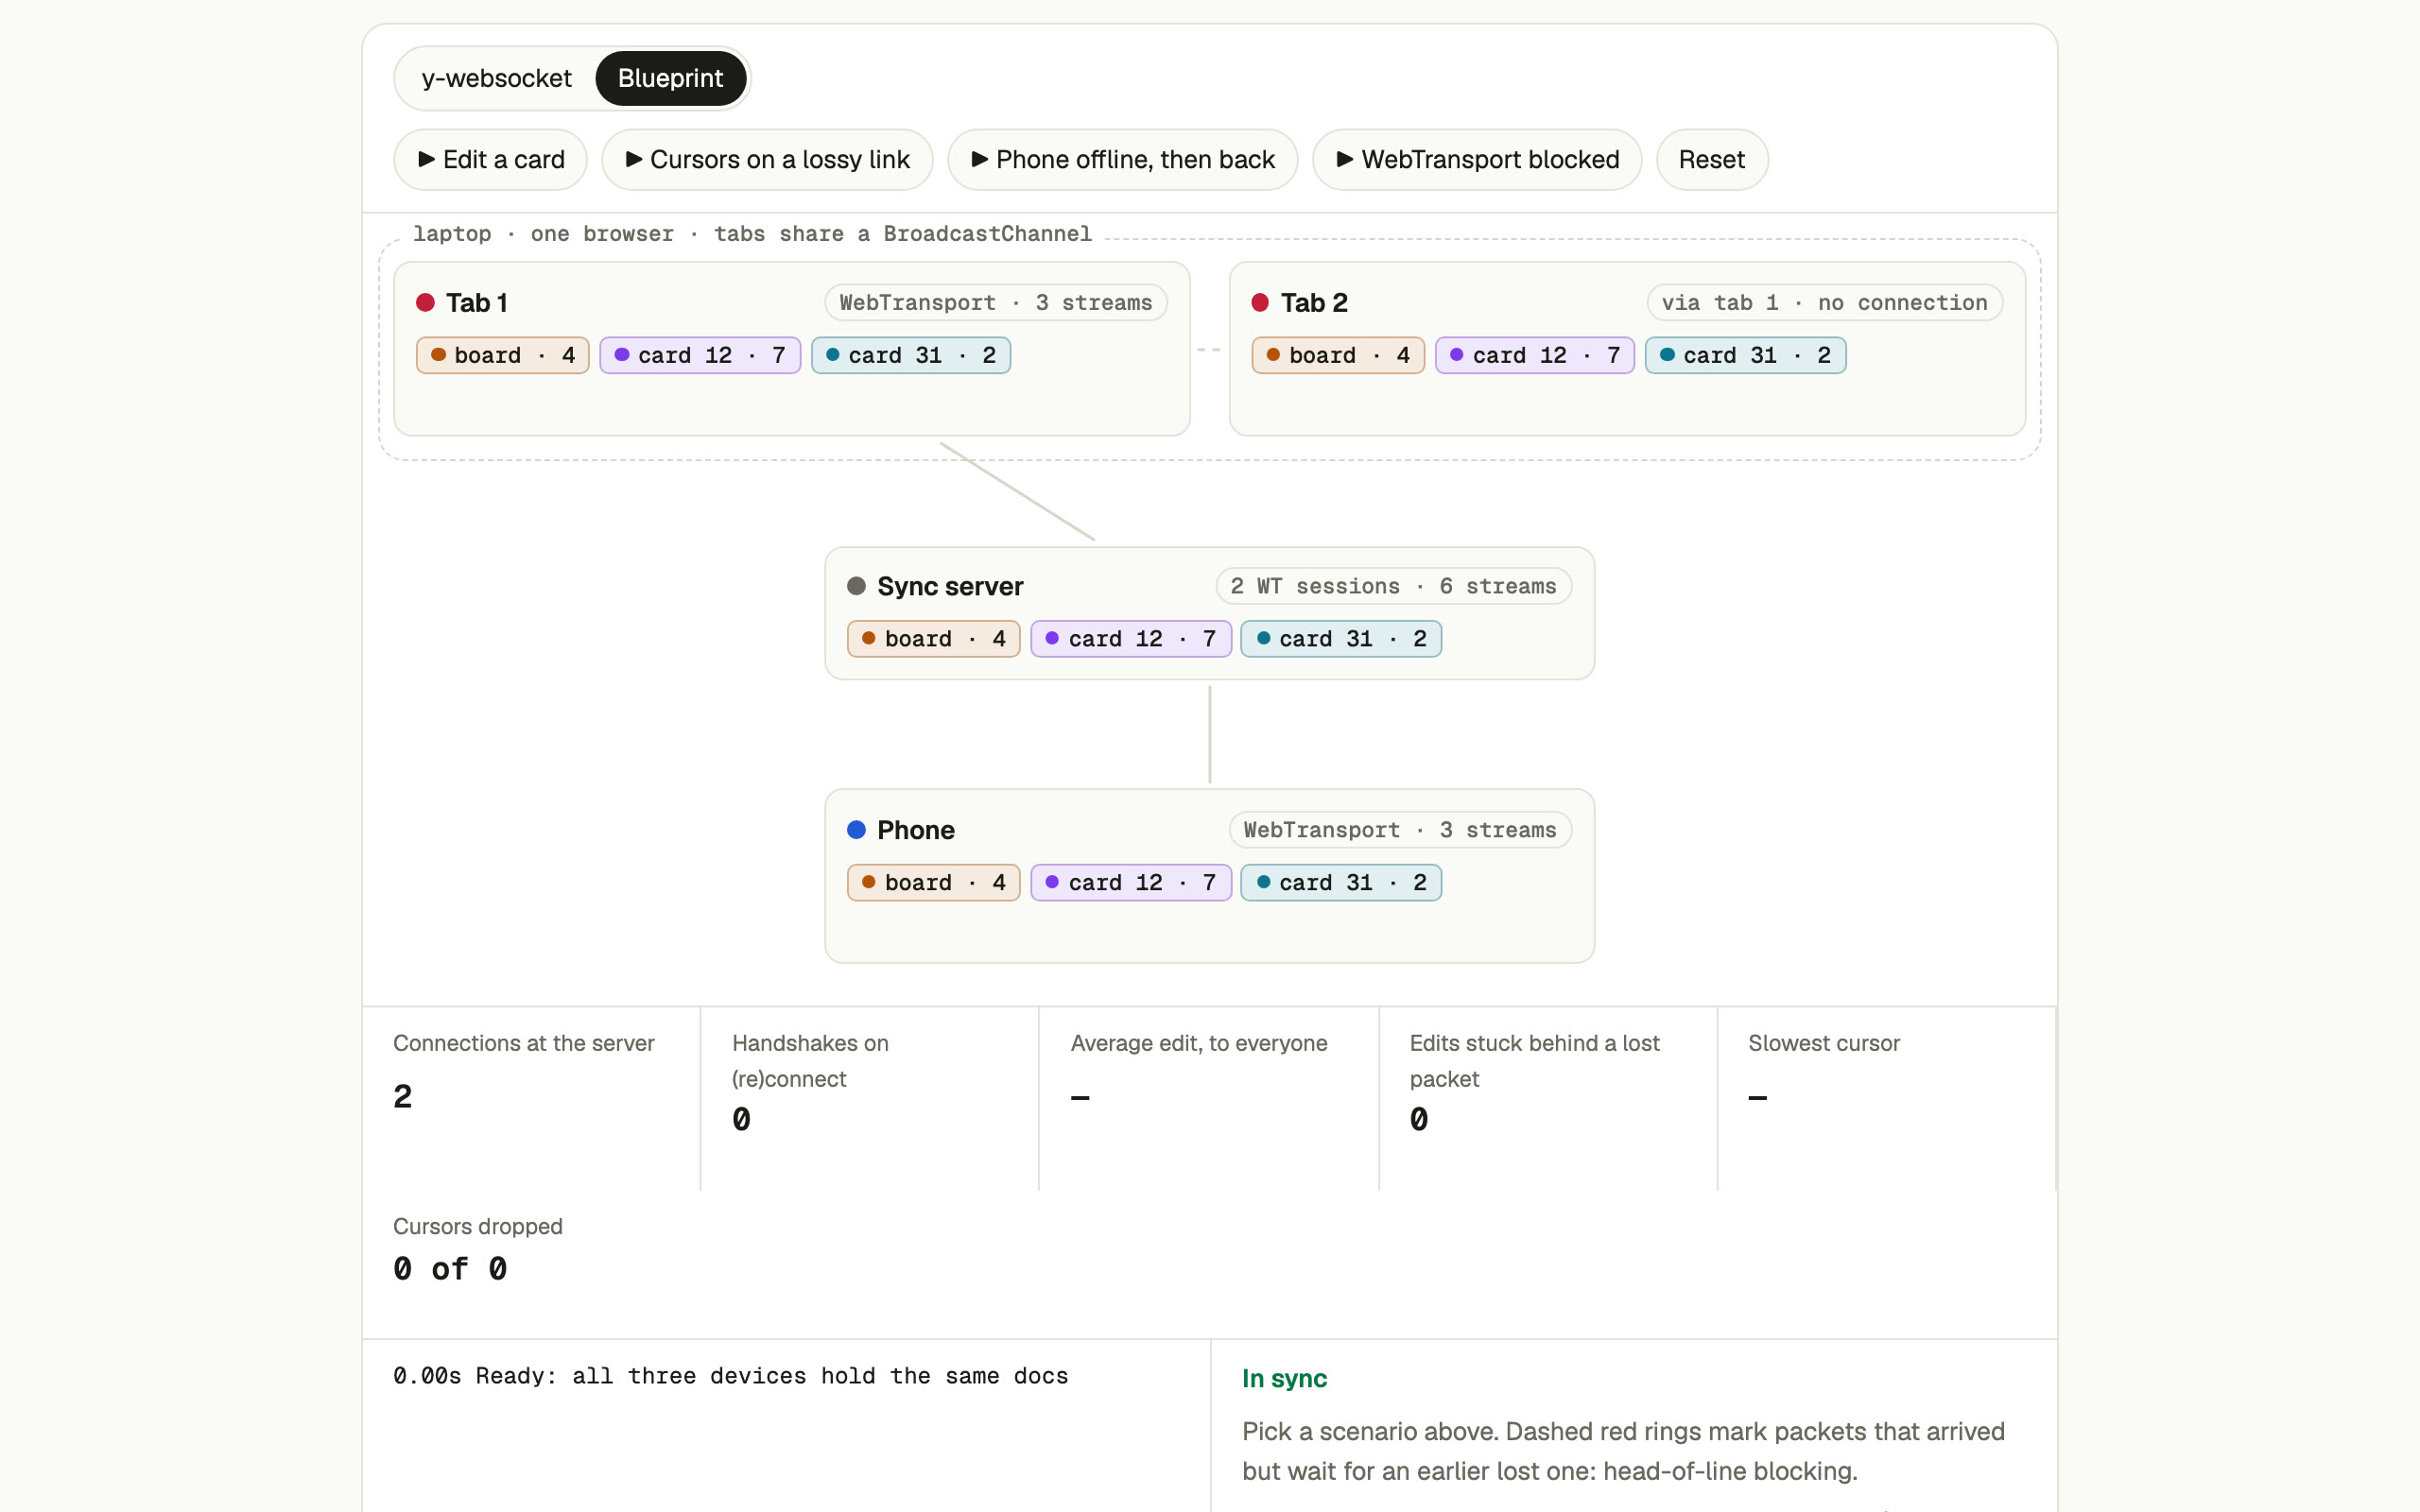 y-websocket Blueprint
▶ Edit a card ▶ Cursors on a lossy link ▶ Phone offline, then back ▶ WebTransport blocked Reset
laptop · one browser · tabs share a BroadcastChannel
Tab 1 WebTransport · 3 streams
board · 4 card 12 · 7 card 31 · 2
Tab 2 via tab 1 · no connection
board · 4 card 12 · 7 card 31 · 2
Sync server 2 WT sessions · 6 streams
board · 4 card 12 · 7 card 31 · 2
Phone WebTransport · 3 streams
board · 4 card 12 · 7 card 31 · 2
Connections at the server
2
Handshakes on
(re)connect
0
Average edit, to everyone
–
Edits stuck behind a lost
packet
0
Slowest cursor
–
Cursors dropped
0 of 0
0.00s Ready: all three devices hold the same docs
In sync
Pick a scenario above. Dashed red rings mark packets that arrived
but wait for an earlier lost one: head-of-line blocking.